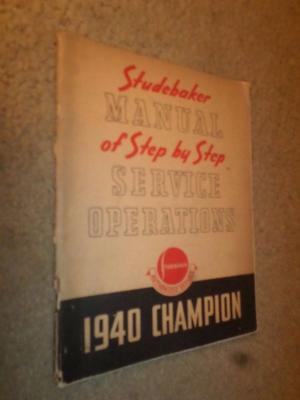 Studebaker
MANUAL
of Step by Step
SERVICE
OPERATIONS
1940 CHAMPION